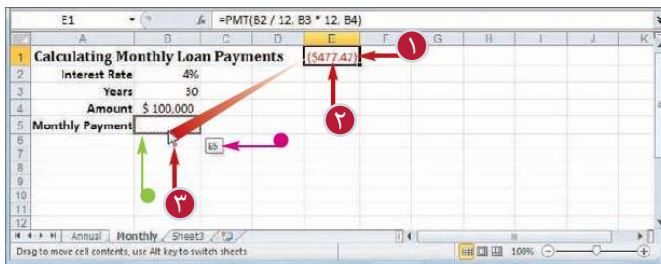 E1 fx =PMT(B2 / 12, B3 * 12, B4)
A B C D E F G H I J K
1 Calculating Monthly Loan Payments ($477.42) ١
2 Interest Rate 4%
3 Years 30 ٢
4 Amount $ 100,000
5 Monthly Payment
6 E5
7
8 ٣
9
10
11
12
Annual Monthly Sheet3
Drag to move cell contents, use Alt key to switch sheets 100%